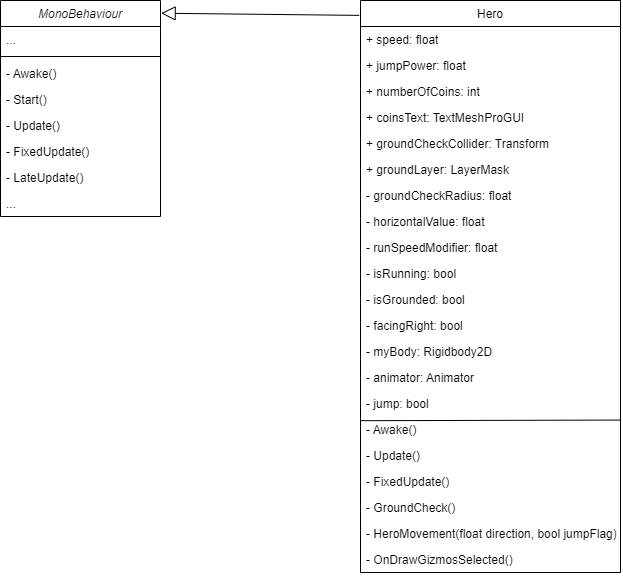 MonoBehaviour
...
- Awake()
- Start()
- Update()
- FixedUpdate()
- LateUpdate()
...
Hero
+ speed: float
+ jumpPower: float
+ numberOfCoins: int
+ coinsText: TextMeshProGUI
+ groundCheckCollider: Transform
+ groundLayer: LayerMask
- groundCheckRadius: float
- horizontalValue: float
- runSpeedModifier: float
- isRunning: bool
- isGrounded: bool
- facingRight: bool
- myBody: Rigidbody2D
- animator: Animator
- jump: bool
- Awake()
- Update()
- FixedUpdate()
- GroundCheck()
- HeroMovement(float direction, bool jumpFlag)
- OnDrawGizmosSelected()